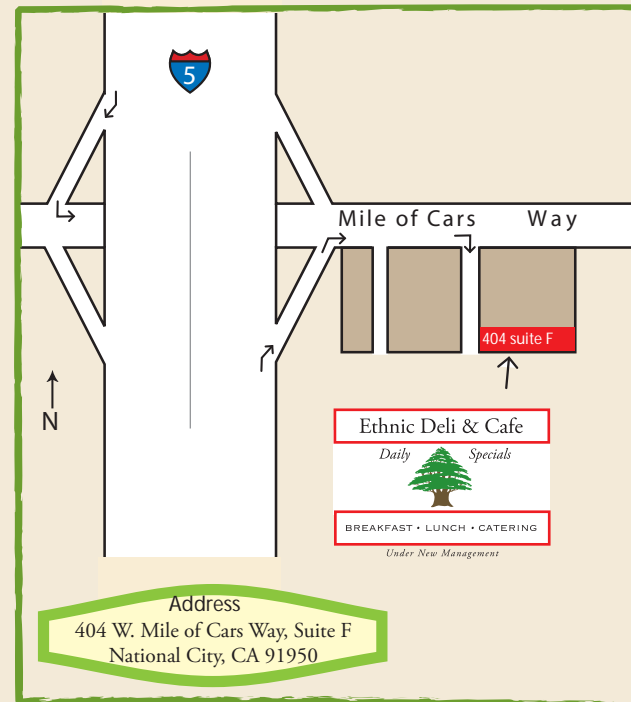 5
Mile of Cars Way
404 suite F
N
Ethnic Deli & Cafe
Daily Specials
BREAKFAST • LUNCH • CATERING
Under New Management
Address
404 W. Mile of Cars Way, Suite F
National City, CA 91950